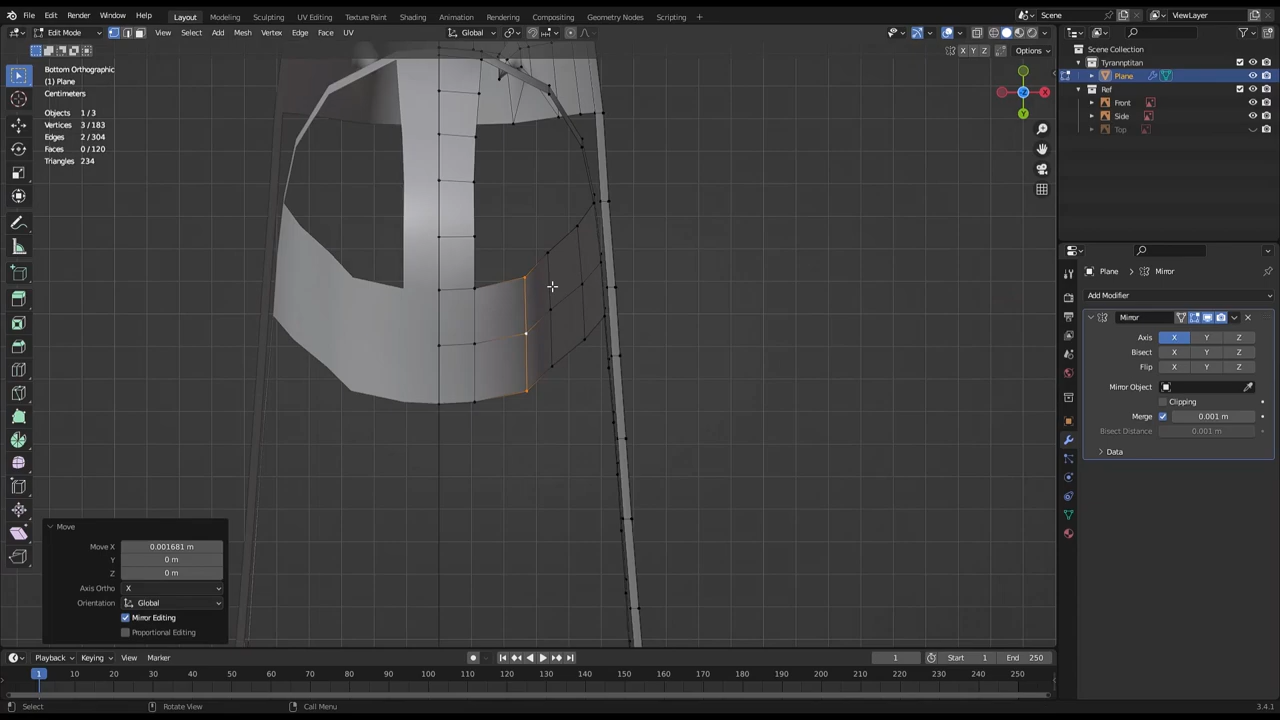 File Edit Render Window Help
Layout Modeling Sculpting UV Editing Texture Paint Shading Animation Rendering Compositing Geometry Nodes Scripting
Scene
ViewLayer
Edit Mode
View Select Add Mesh Vertex Edge Face UV
Global
X Y Z Options
Bottom Orthographic
(1) Plane
Centimeters
Objects 1/3
Vertices 3/183
Edges 2/304
Faces 0/120
Triangles 234
X
Y
Scene Collection
Tyrannptitan
Plane
Ref
Front
Side
Top
Plane Mirror
Add Modifier
Mirror
Axis X Y Z
Bisect X Y Z
Flip X Y Z
Mirror Object
Clipping
Merge 0.001 m
Bisect Distance 0.001 m
Data
Move
Move X 0.001681 m
Y 0 m
Z 0 m
Axis Ortho X
Orientation Global
Mirror Editing
Proportional Editing
Playback Keying View Marker
1 Start 1 End 250
1 10 20 30 40 50 60 70 80 90 100 110 120 130 140 150 160 170 180 190 200 210 220 230 240 250
Select Rotate View Call Menu 3.4.1